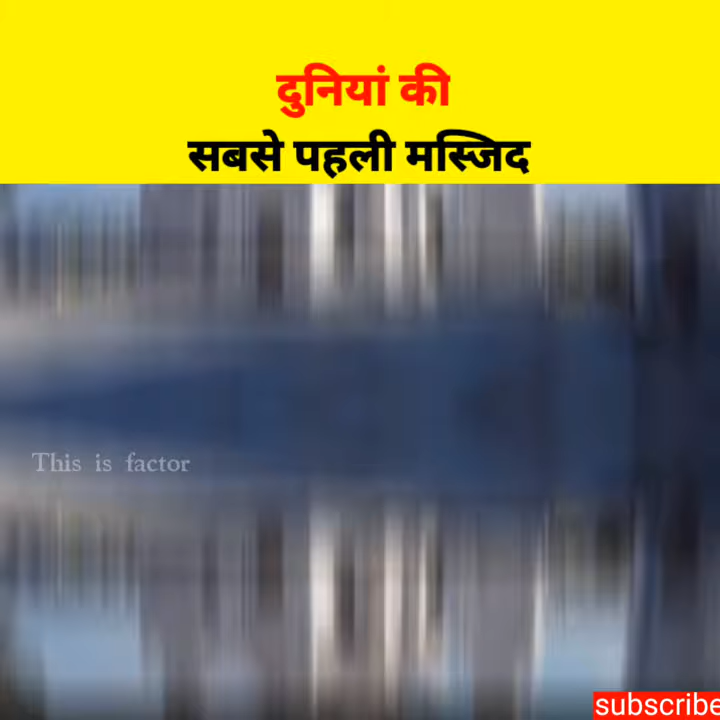 दुनियां की
सबसे पहली मस्जिद
This is factor
subscribe